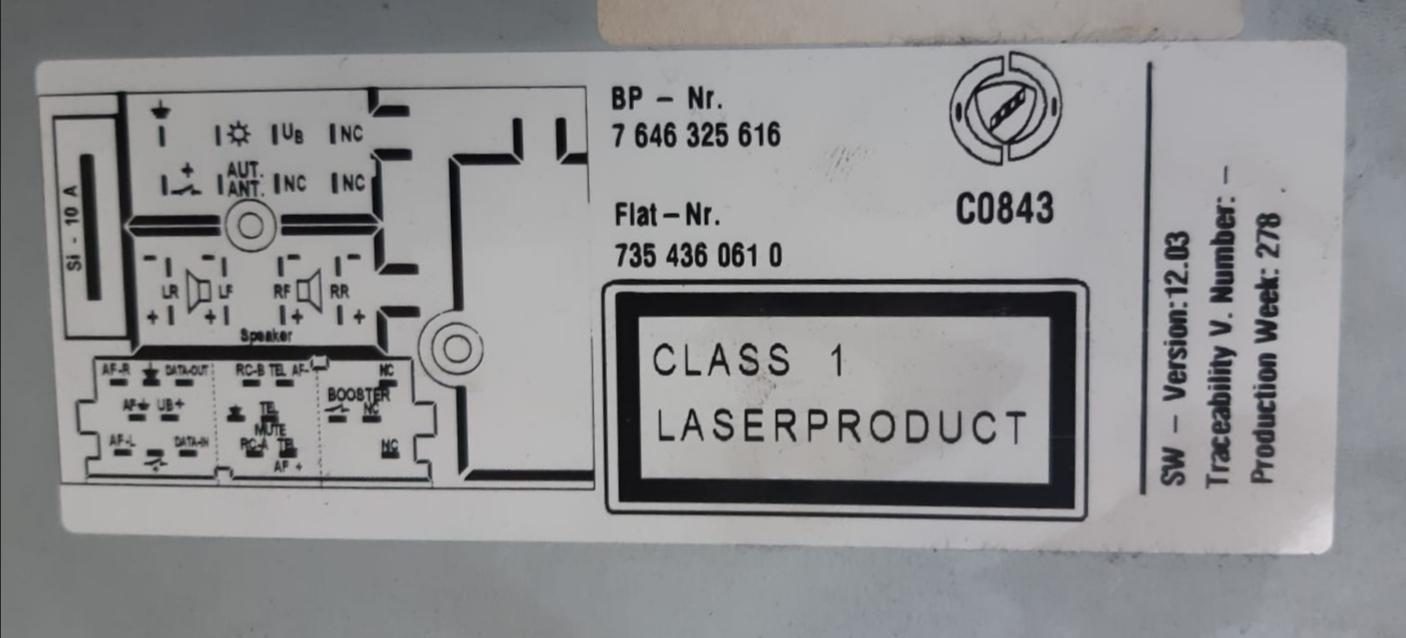 Si - 10 A
UB NC
+ AUT. ANT. NC NC
- - - -
LR LF RF RR
+ + + +
Speaker
AF-R DATA-OUT RC-B TEL AF- NC
AF UB+ TEL MUTE BOOSTER NC
AF-L DATA-IN RC-A TEL AF + NC
BP - Nr.
7 646 325 616
Fiat - Nr.
735 436 061 0
C0843
CLASS 1
LASERPRODUCT
SW - Version:12.03
Traceability V. Number: -
Production Week: 278